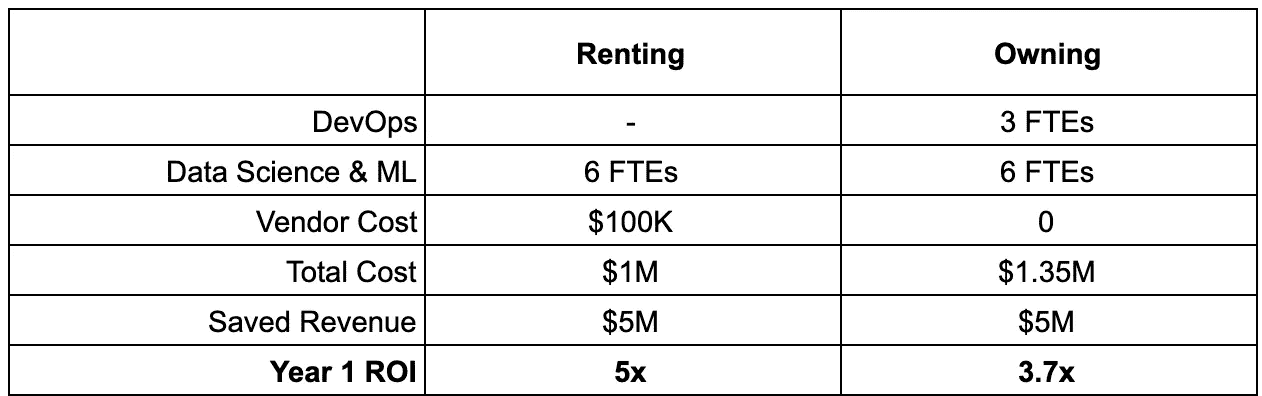 Renting Owning
DevOps - 3 FTEs
Data Science & ML 6 FTEs 6 FTEs
Vendor Cost $100K 0
Total Cost $1M $1.35M
Saved Revenue $5M $5M
Year 1 ROI 5x 3.7x